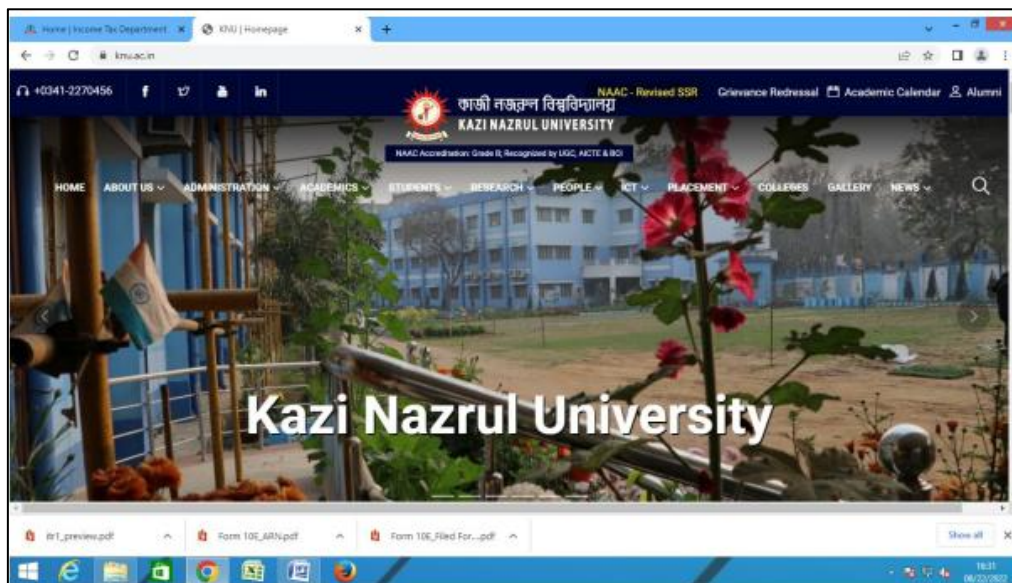 Home | Income Tax Department
KNU | Homepage
knu.ac.in
+0341-2270456
NAAC - Revised SSR
Grievance Redressal
Academic Calendar
Alumni
काজী নজরুল বিশ্ববিদ্যালয়
KAZI NAZRUL UNIVERSITY
NAAC Accreditation: Grade B; Recognized by UGC, AICTE & BCI
HOME ABOUT US ADMINISTRATION ACADEMICS STUDENTS RESEARCH PEOPLE ICT PLACEMENT COLLEGES GALLERY NEWS
Kazi Nazrul University
itr1_preview.pdf
Form 10E_ARN.pdf
Form 10E_Filed For....pdf
Show all
16:31
08/22/2022